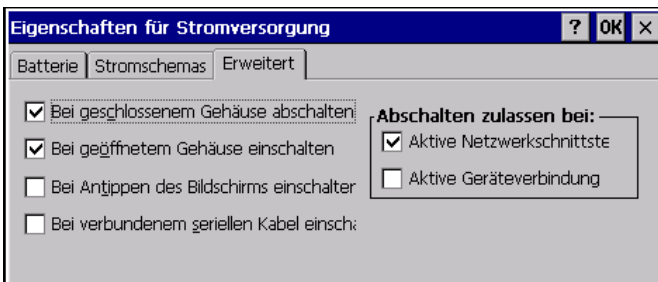 Eigenschaften für Stromversorgung ? OK ×
Batterie Stromschemas Erweitert
Bei geschlossenem Gehäuse abschalten
Bei geöffnetem Gehäuse einschalten
Bei Antippen des Bildschirms einschalter
Bei verbundenem seriellen Kabel einscha
Abschalten zulassen bei:
Aktive Netzwerkschnittste
Aktive Geräteverbindung